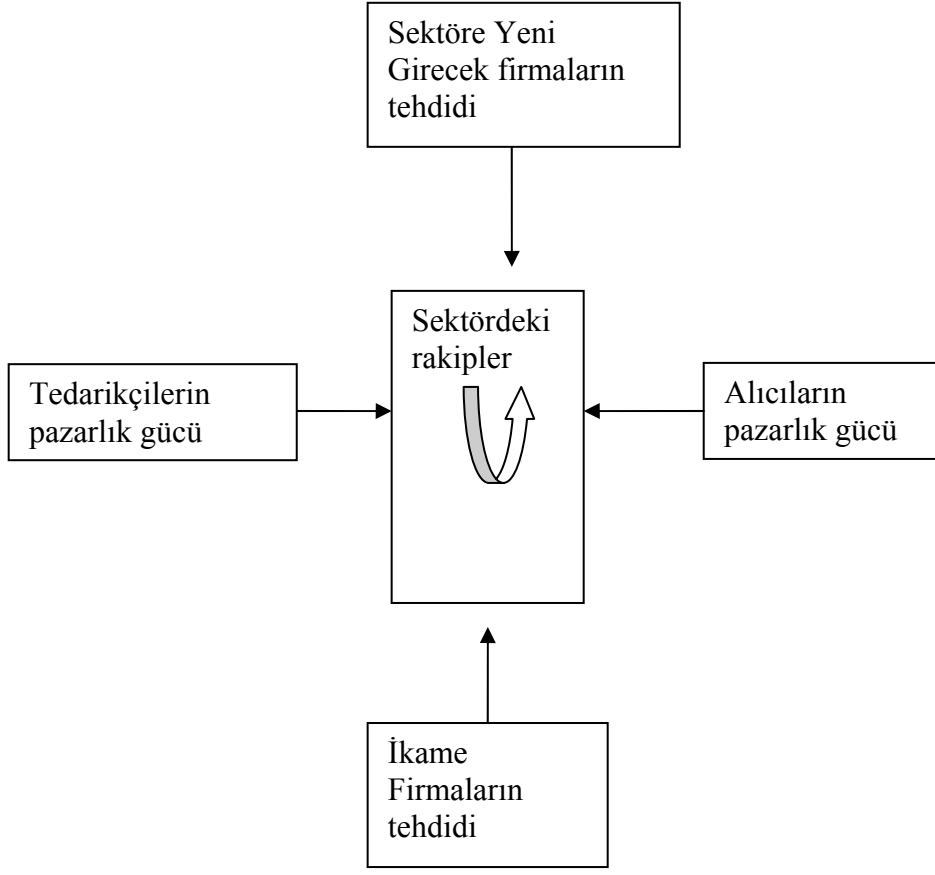 Sektöre Yeni
Girecek firmaların
tehdidi
Sektördeki
rakipler
Tedarikçilerin
pazarlık gücü
Alıcıların
pazarlık gücü
İkame
Firmaların
tehdidi